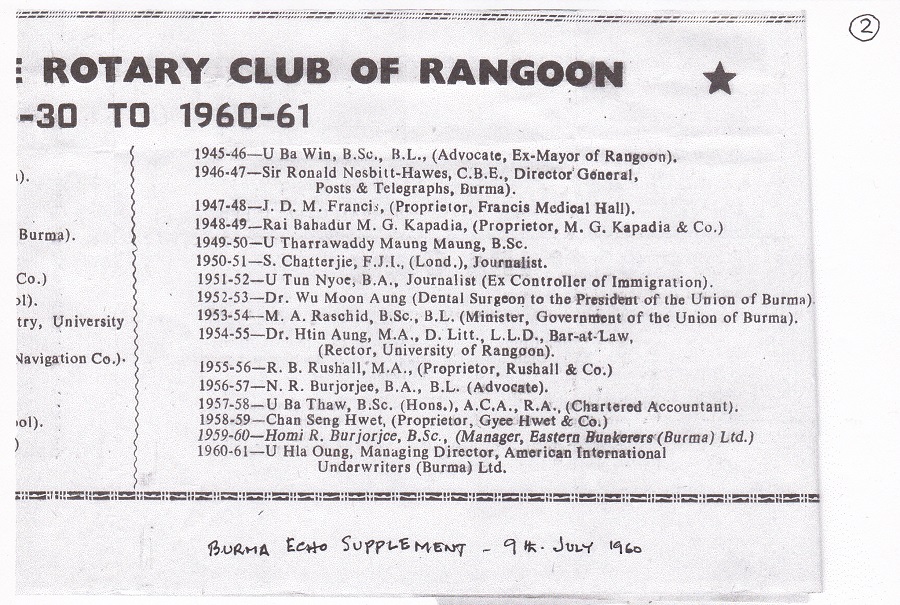 2
ROTARY CLUB OF RANGOON ★
-30 TO 1960-61
).
Burma).
Co.)
ol).
try, University
Navigation Co.).
ool).
)
1945-46—U Ba Win, B.Sc., B.L., (Advocate, Ex-Mayor of Rangoon).
1946-47—Sir Ronald Nesbitt-Hawes, C.B.E., Director General,
Posts & Telegraphs, Burma).
1947-48—J. D. M. Francis, (Proprietor, Francis Medical Hall).
1948-49—Rai Bahadur M. G. Kapadia, (Proprietor, M. G. Kapadia & Co.)
1949-50—U Tharrawaddy Maung Maung, B.Sc.
1950-51—S. Chatterjie, F.J.I., (Lond.), Journalist.
1951-52—U Tun Nyoe, B.A., Journalist (Ex Controller of Immigration).
1952-53—Dr. Wu Moon Aung (Dental Surgeon to the President of the Union of Burma).
1953-54—M. A. Raschid, B.Sc., B.L. (Minister, Government of the Union of Burma).
1954-55—Dr. Htin Aung, M.A., D. Litt., L.L.D., Bar-at-Law,
(Rector, University of Rangoon).
1955-56—R. B. Rushall, M.A., (Proprietor, Rushall & Co.)
1956-57—N. R. Burjorjee, B.A., B.L. (Advocate).
1957-58—U Ba Thaw, B.Sc. (Hons.), A.C.A., R.A., (Chartered Accountant).
1958-59—Chan Seng Hwet, (Proprietor, Gyee Hwet & Co.)
1959-60—Homi R. Burjorjee, B.Sc., (Manager, Eastern Bunkerers (Burma) Ltd.)
1960-61—U Hla Oung, Managing Director, American International
Underwriters (Burma) Ltd.
BURMA ECHO SUPPLEMENT - 9th. JULY 1960